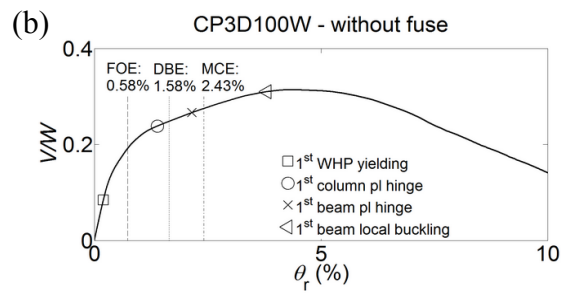 (b)
CP3D100W - without fuse
FOE: DBE: MCE:
0.58% 1.58% 2.43%
0.4
0.2
0
V/W
1st WHP yielding
1st column pl hinge
1st beam pl hinge
1st beam local buckling
0 5 10
θr (%)